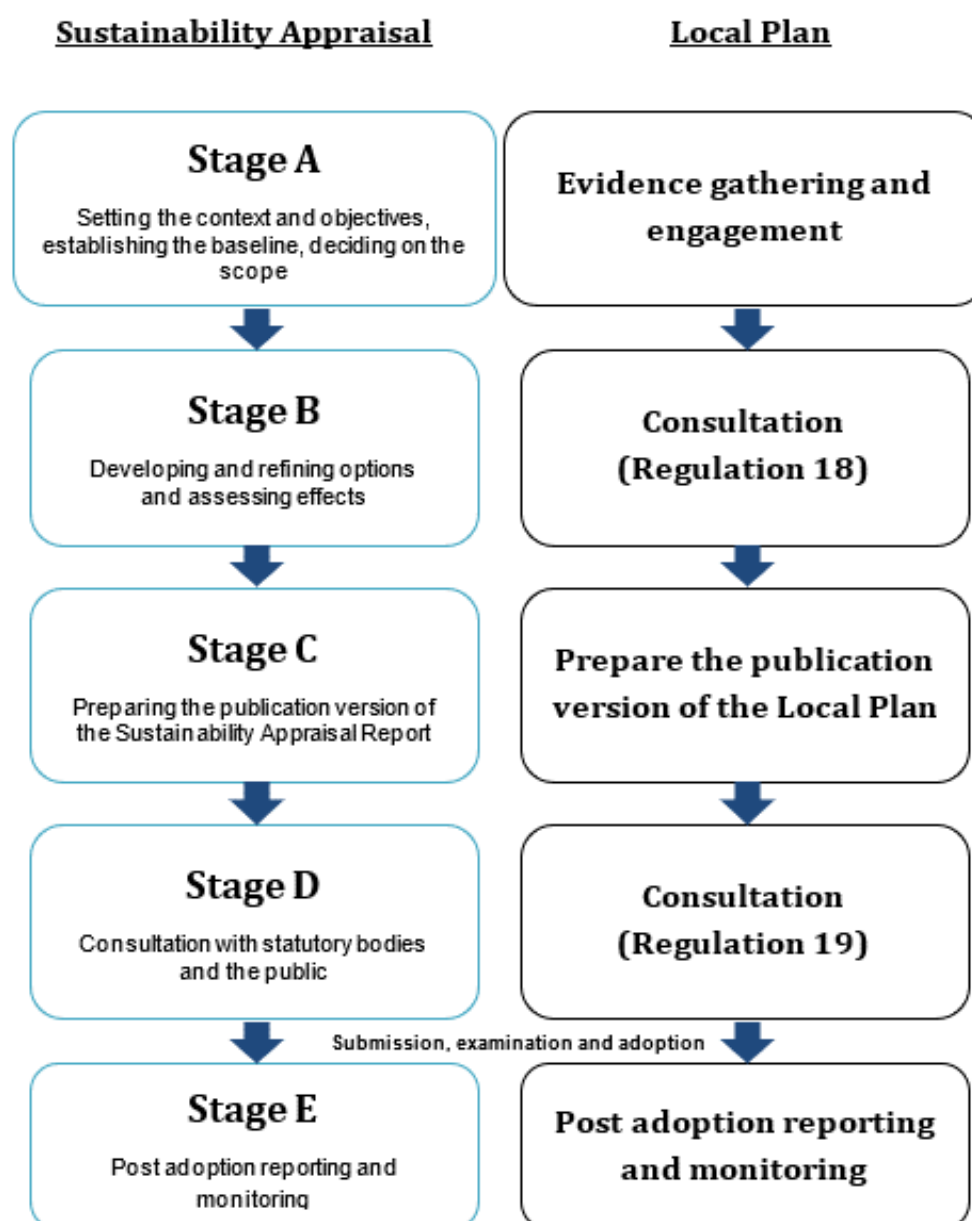 Sustainability Appraisal
Local Plan
Stage A
Setting the context and objectives,
establishing the baseline, deciding on the
scope
Evidence gathering and
engagement
Stage B
Developing and refining options
and assessing effects
Consultation
(Regulation 18)
Stage C
Preparing the publication version of
the Sustainability Appraisal Report
Prepare the publication
version of the Local Plan
Stage D
Consultation with statutory bodies
and the public
Consultation
(Regulation 19)
Submission, examination and adoption
Stage E
Post adoption reporting and
monitoring
Post adoption reporting
and monitoring